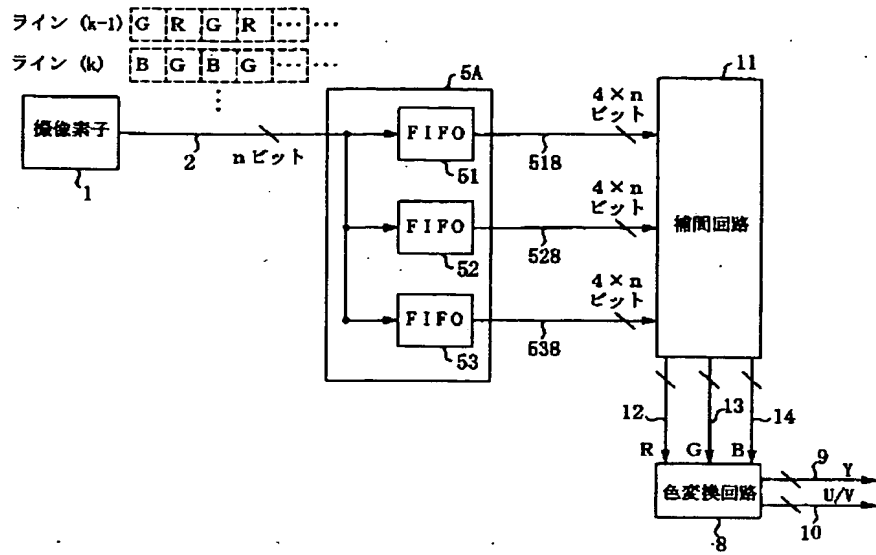 ライン (k-1) G R G R ...... ...
ライン (k) B G B G ...... ...
5A
11
撮像素子
1
2
nビット
FIFO
51
4×n
ビット
518
FIFO
52
4×n
ビット
528
補間回路
FIFO
53
4×n
ビット
538
12
13
14
R G B
色変換回路
8
9
Y
U/V
10